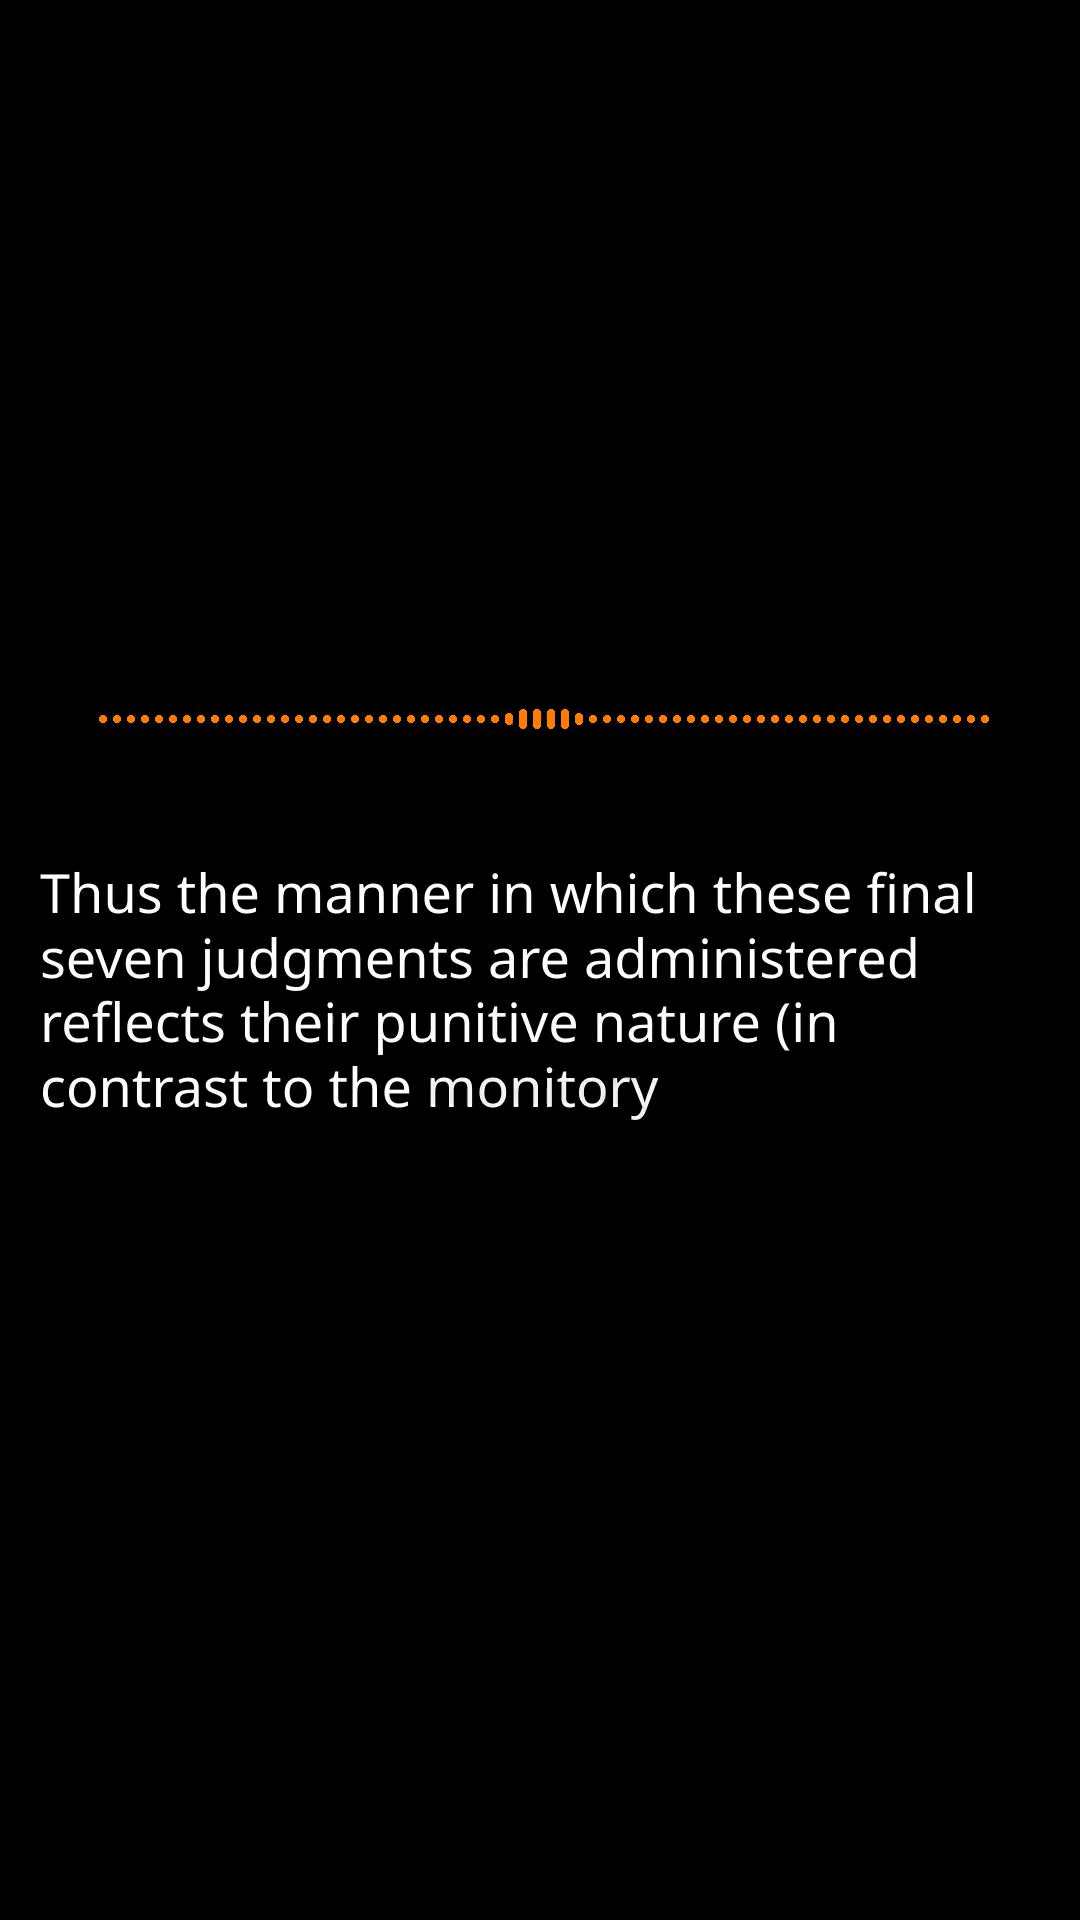 Thus the manner in which these final
seven judgments are administered
reflects their punitive nature (in
contrast to the monitory